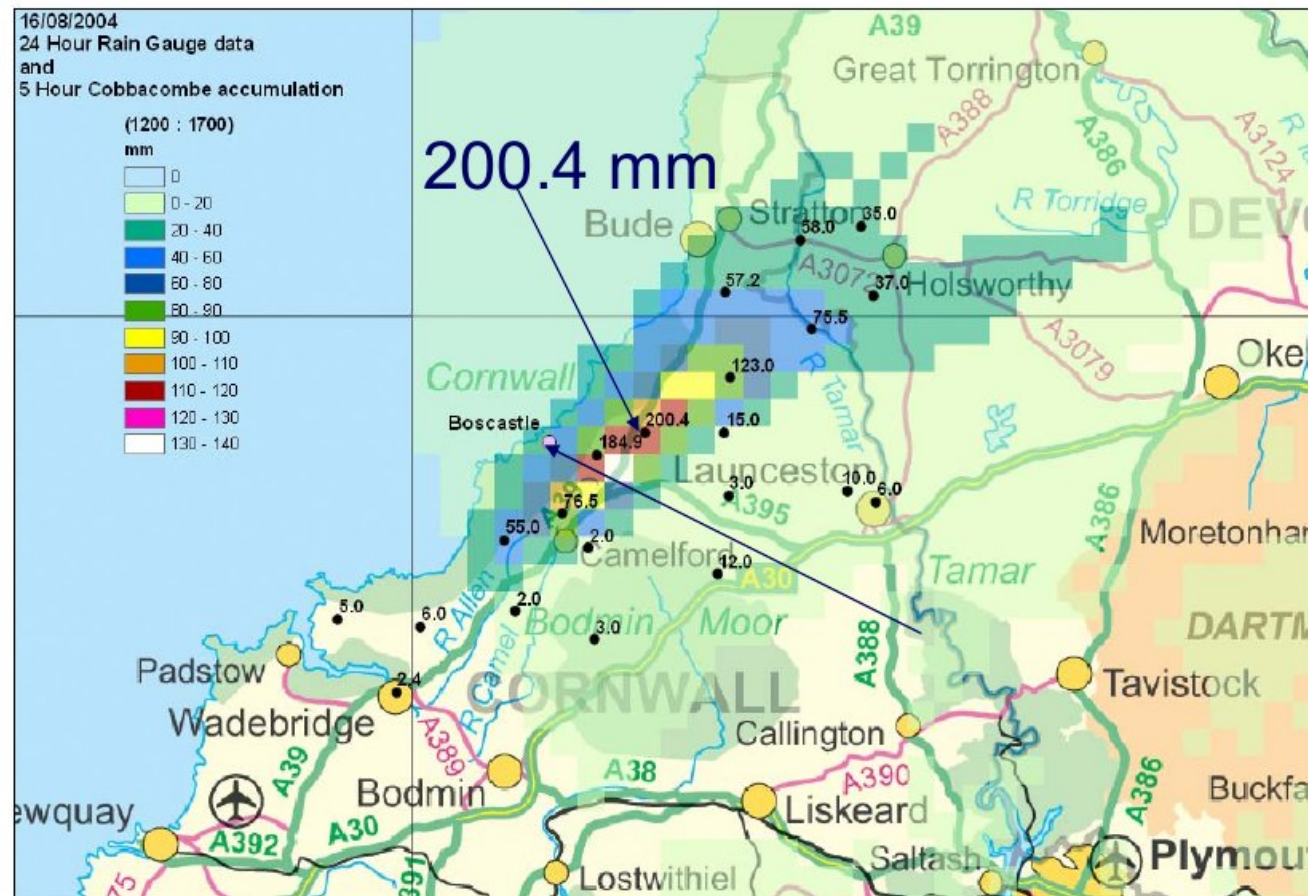 16/08/2004
24 Hour Rain Gauge data
and
5 Hour Cobbacombe accumulation
(1200 : 1700)
mm
0
0 - 20
20 - 40
40 - 60
60 - 80
80 - 90
90 - 100
100 - 110
110 - 120
120 - 130
130 - 140
A39
Great Torrington
A388
A386
A3124
200.4 mm
R Torridge
Bude
Stratton
35.0
58.0
A3072
Holsworthy
37.0
57.2
75.5
A3079
R Tamar
123.0
Cornwall
Boscastle
200.4
15.0
184.9
Launceston
3.0
10.0
6.0
A395
A386
76.5
A39
55.0
2.0
Camelford
12.0
A30
Tamar
Moretonhar
5.0
6.0
R Allen
2.0
Bodmin Moor
3.0
R Camel
A388
DARTM
Padstow
2.4
Wadebridge
CORNWALL
Tavistock
Callington
A39
A389
A38
A390
A386
Bodmin
Liskeard
Buckfa
ewquay
A392
A30
A391
Lostwithiel
Saltash
Plymou
75